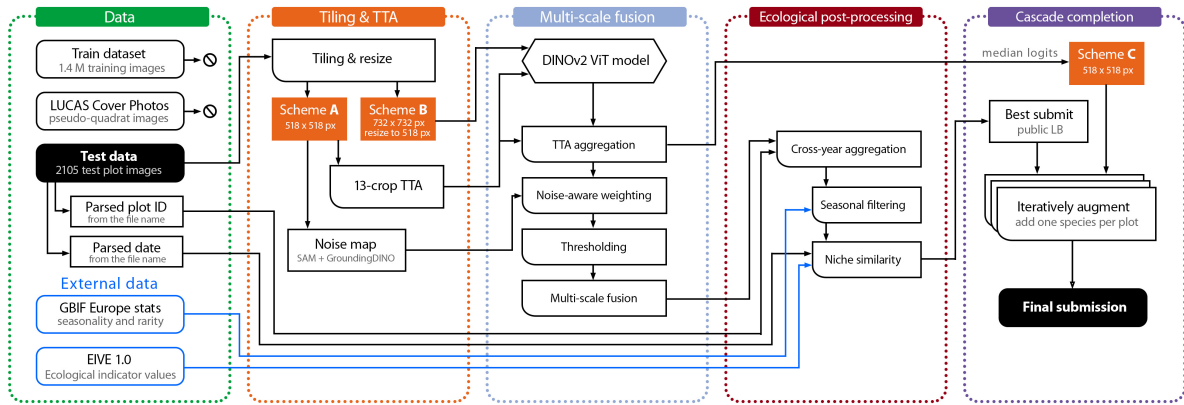 Data
Train dataset
1.4 M training images
LUCAS Cover Photos
pseudo-quadrat images
Test data
2105 test plot images
Parsed plot ID
from the file name
Parsed date
from the file name
External data
GBIF Europe stats
seasonality and rarity
EIVE 1.0
Ecological indicator values
Tiling & TTA
Tiling & resize
Scheme A
518 x 518 px
Scheme B
732 x 732 px
resize to 518 px
13-crop TTA
Noise map
SAM + GroundingDINO
Multi-scale fusion
DINOv2 ViT model
TTA aggregation
Noise-aware weighting
Thresholding
Multi-scale fusion
Ecological post-processing
Cross-year aggregation
Seasonal filtering
Niche similarity
Cascade completion
median logits
Scheme C
518 x 518 px
Best submit
public LB
Iteratively augment
add one species per plot
Final submission